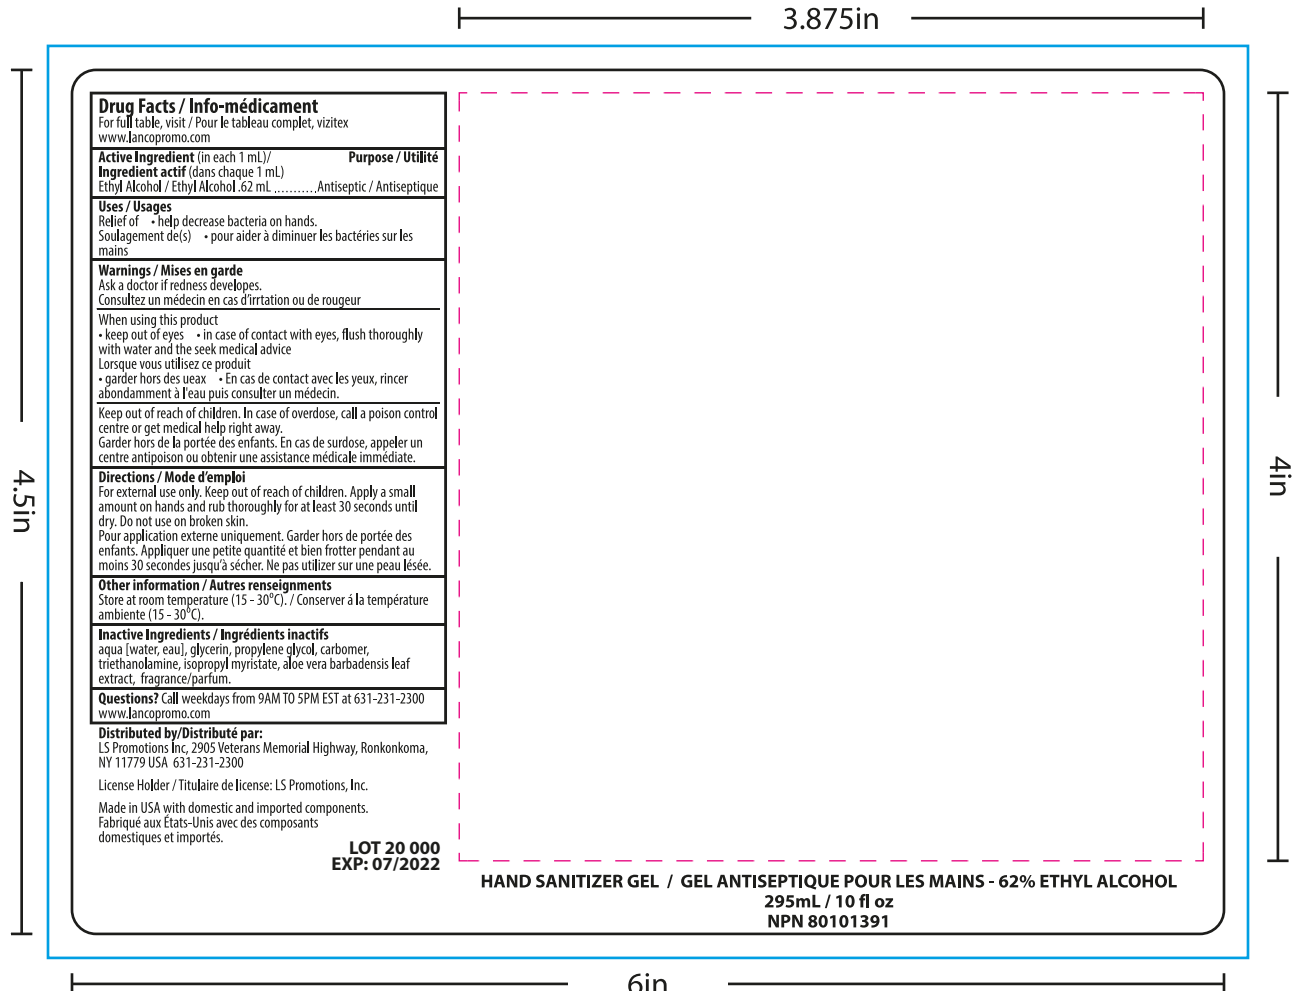 3.875in
Drug Facts / Info-médicament
For full table, visit / Pour le tableau complet, vizitex
www.lancopromo.com
Active Ingredient (in each 1 mL)/ Purpose / Utilité
Ingredient actif (dans chaque 1 mL)
Ethyl Alcohol / Ethyl Alcohol .62 mL ..........Antiseptic / Antiseptique
Uses / Usages
Relief of • help decrease bacteria on hands.
Soulagement de(s) • pour aider à diminuer les bactéries sur les
mains
Warnings / Mises en garde
Ask a doctor if redness developes.
Consultez un médecin en cas d'irrtation ou de rougeur
When using this product
• keep out of eyes • in case of contact with eyes, flush thoroughly
with water and the seek medical advice
Lorsque vous utilisez ce produit
• garder hors des ueax • En cas de contact avec les yeux, rincer
abondamment à l'eau puis consulter un médecin.
Keep out of reach of children. In case of overdose, call a poison control
centre or get medical help right away.
Garder hors de la portée des enfants. En cas de surdose, appeler un
centre antipoison ou obtenir une assistance médicale immédiate.
Directions / Mode d'emploi
For external use only. Keep out of reach of children. Apply a small
amount on hands and rub thoroughly for at least 30 seconds until
dry. Do not use on broken skin.
Pour application externe uniquement. Garder hors de portée des
enfants. Appliquer une petite quantité et bien frotter pendant au
moins 30 secondes jusqu'à sécher. Ne pas utilizer sur une peau lésée.
Other information / Autres renseignments
Store at room temperature (15 - 30°C). / Conserver á la température
ambiente (15 - 30°C).
Inactive Ingredients / Ingrédients inactifs
aqua [water, eau], glycerin, propylene glycol, carbomer,
triethanolamine, isopropyl myristate, aloe vera barbadensis leaf
extract, fragrance/parfum.
Questions? Call weekdays from 9AM TO 5PM EST at 631-231-2300
www.lancopromo.com
Distributed by/Distribué par:
LS Promotions Inc, 2905 Veterans Memorial Highway, Ronkonkoma,
NY 11779 USA 631-231-2300
License Holder / Titulaire de license: LS Promotions, Inc.
Made in USA with domestic and imported components.
Fabriqué aux États-Unis avec des composants
domestiques et importés.
LOT 20 000
EXP: 07/2022
HAND SANITIZER GEL / GEL ANTISEPTIQUE POUR LES MAINS - 62% ETHYL ALCOHOL
295mL / 10 fl oz
NPN 80101391
4.5in
4in
6in